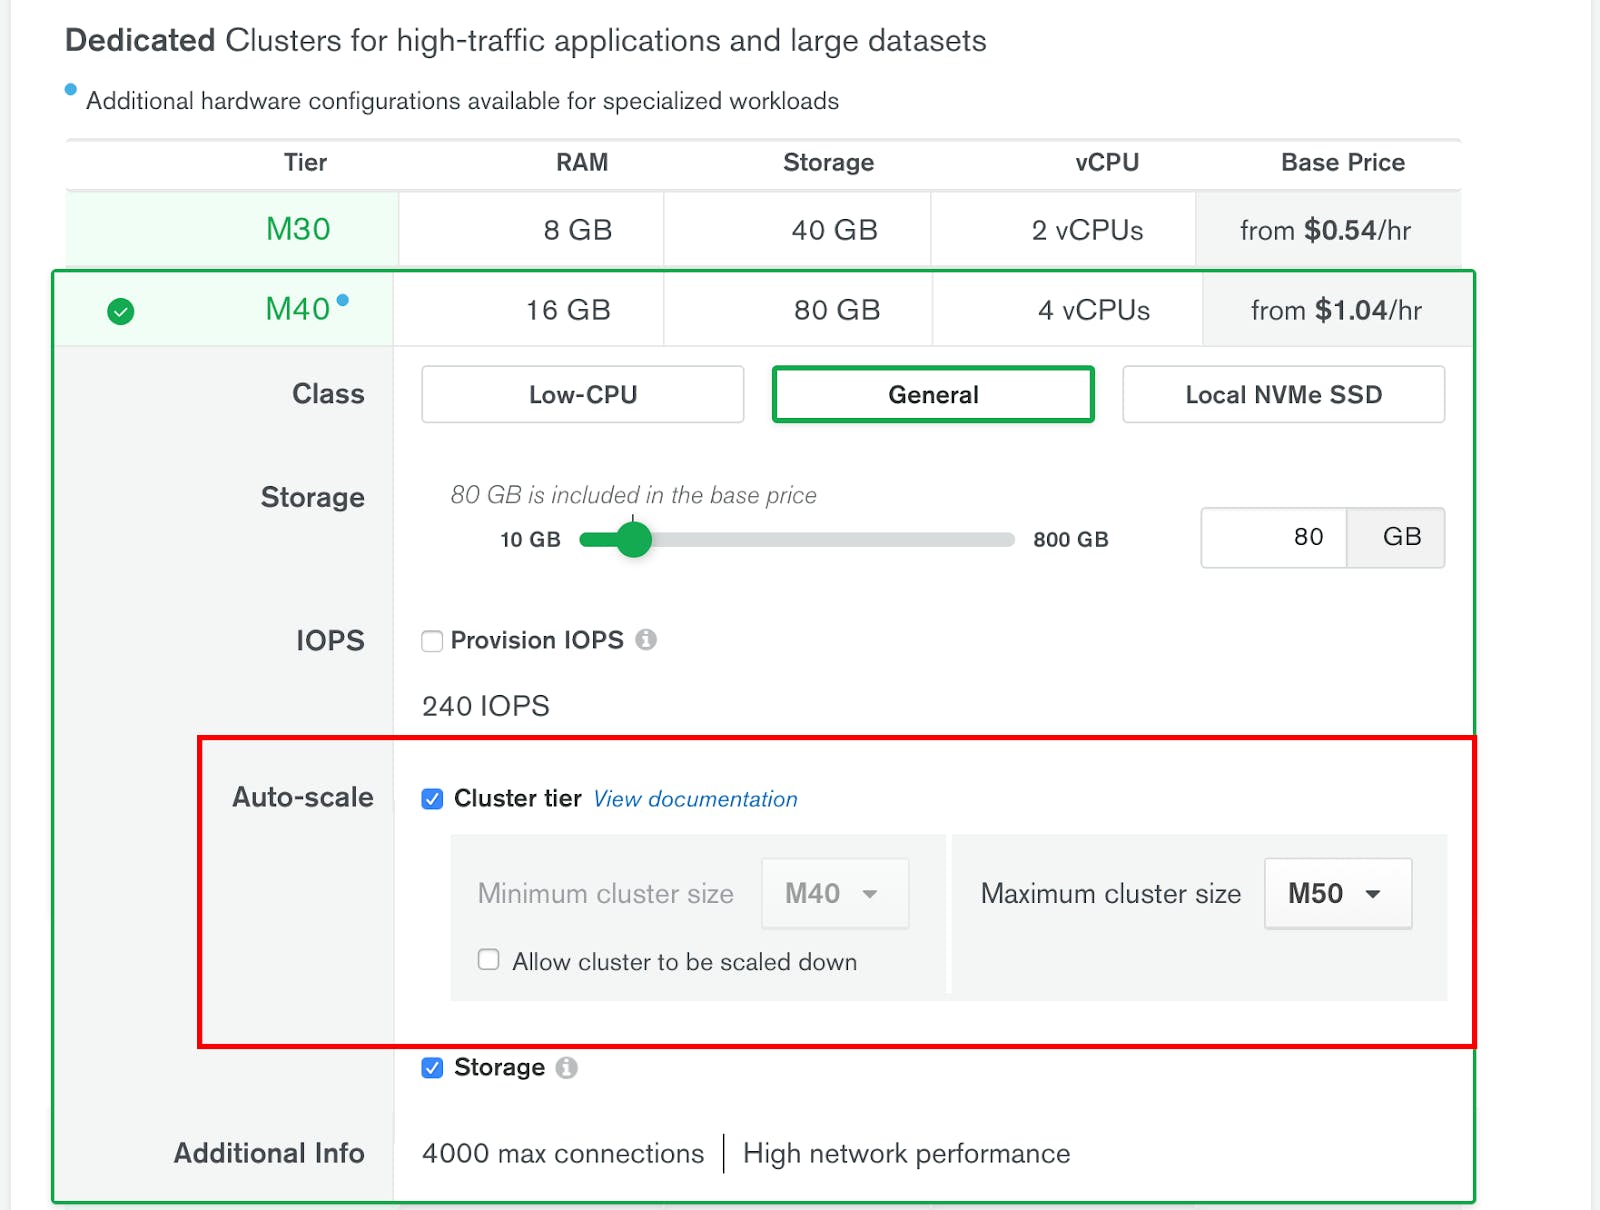 Dedicated Clusters for high-traffic applications and large datasets
Additional hardware configurations available for specialized workloads
Tier RAM Storage vCPU Base Price
M30 8 GB 40 GB 2 vCPUs from $0.54/hr
M40 16 GB 80 GB 4 vCPUs from $1.04/hr
Class Low-CPU General Local NVMe SSD
Storage 80 GB is included in the base price
10 GB 800 GB 80 GB
IOPS Provision IOPS
240 IOPS
Auto-scale Cluster tier View documentation
Minimum cluster size M40 Maximum cluster size M50
Allow cluster to be scaled down
Storage
Additional Info 4000 max connections High network performance